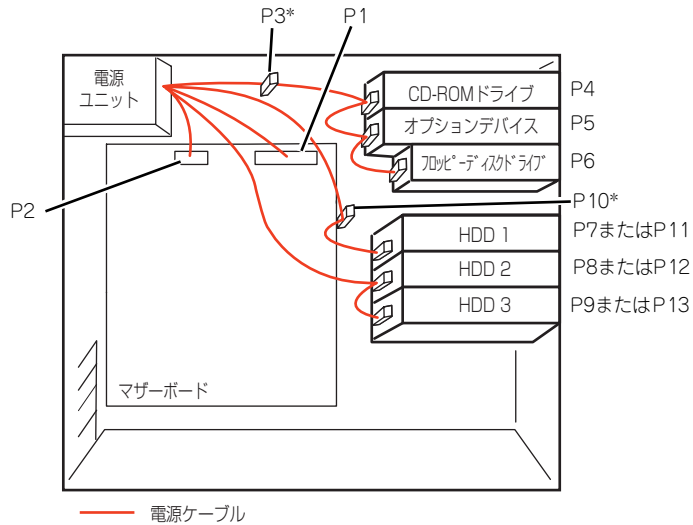 P3*
P1
電源
ユニット
CD-ROMドライブ
P4
オプションデバイス
P5
フロッピーディスクドライブ
P6
P2
P10*
HDD 1
P7またはP11
HDD 2
P8またはP12
HDD 3
P9またはP13
マザーボード
電源ケーブル